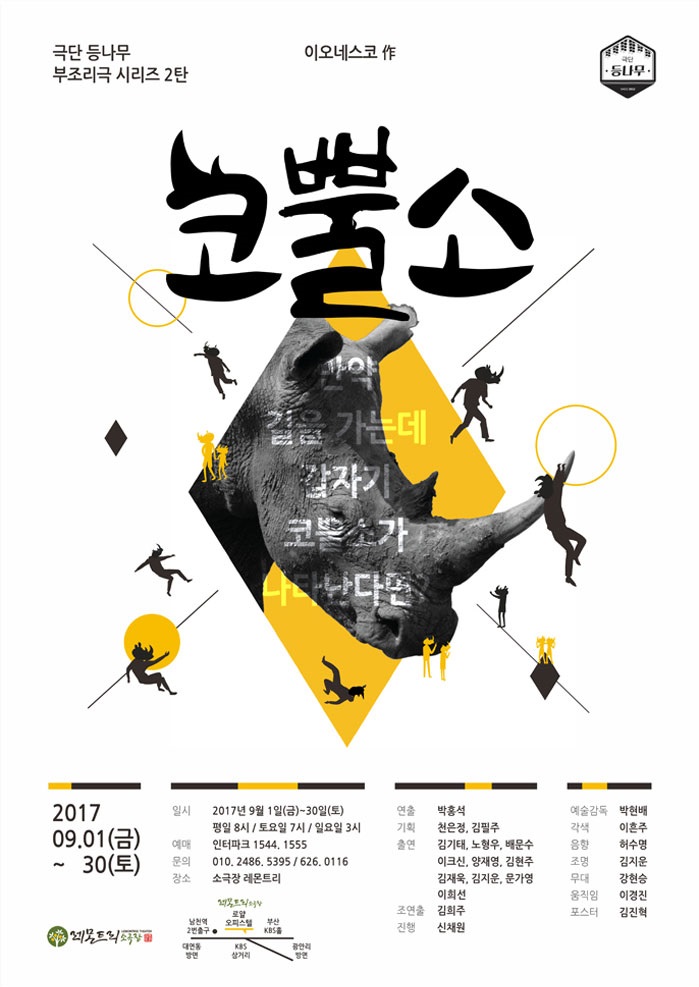 극단 등나무
부조리극 시리즈 2탄
이오네스코 作
극단
등나무
코뿔소
만약
길을 가는데
갑자기
코뿔소가
나타난다면?
2017
09.01(금)
~ 30(토)
일시 2017년 9월 1일(금)~30일(토)
평일 8시 / 토요일 7시 / 일요일 3시
예매 인터파크 1544. 1555
문의 010. 2486. 5395 / 626. 0116
장소 소극장 레몬트리
연출 박홍석
기획 천은정, 김필주
출연 김기태, 노형우, 배문수
이크신, 양재영, 김현주
김재욱, 김지운, 문가영
이희선
조연출 김희주
진행 신채원
예술감독 박현배
각색 이흔주
음향 허수명
조명 김지운
무대 강현승
움직임 이경진
포스터 김진혁
레몬트리 소극장
레몬트리소극장
남천역
2번출구
로얄
오피스텔
부산
KBS홀
대연동
방면
KBS
삼거리
광안리
방면